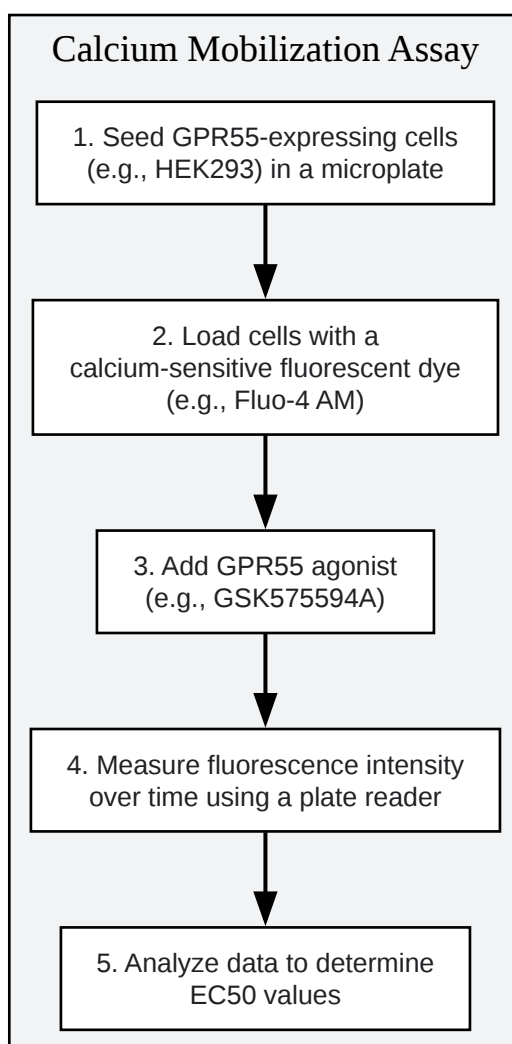 Calcium Mobilization Assay
1. Seed GPR55-expressing cells
(e.g., HEK293) in a microplate
2. Load cells with a
calcium-sensitive fluorescent dye
(e.g., Fluo-4 AM)
3. Add GPR55 agonist
(e.g., GSK575594A)
4. Measure fluorescence intensity
over time using a plate reader
5. Analyze data to determine
EC50 values